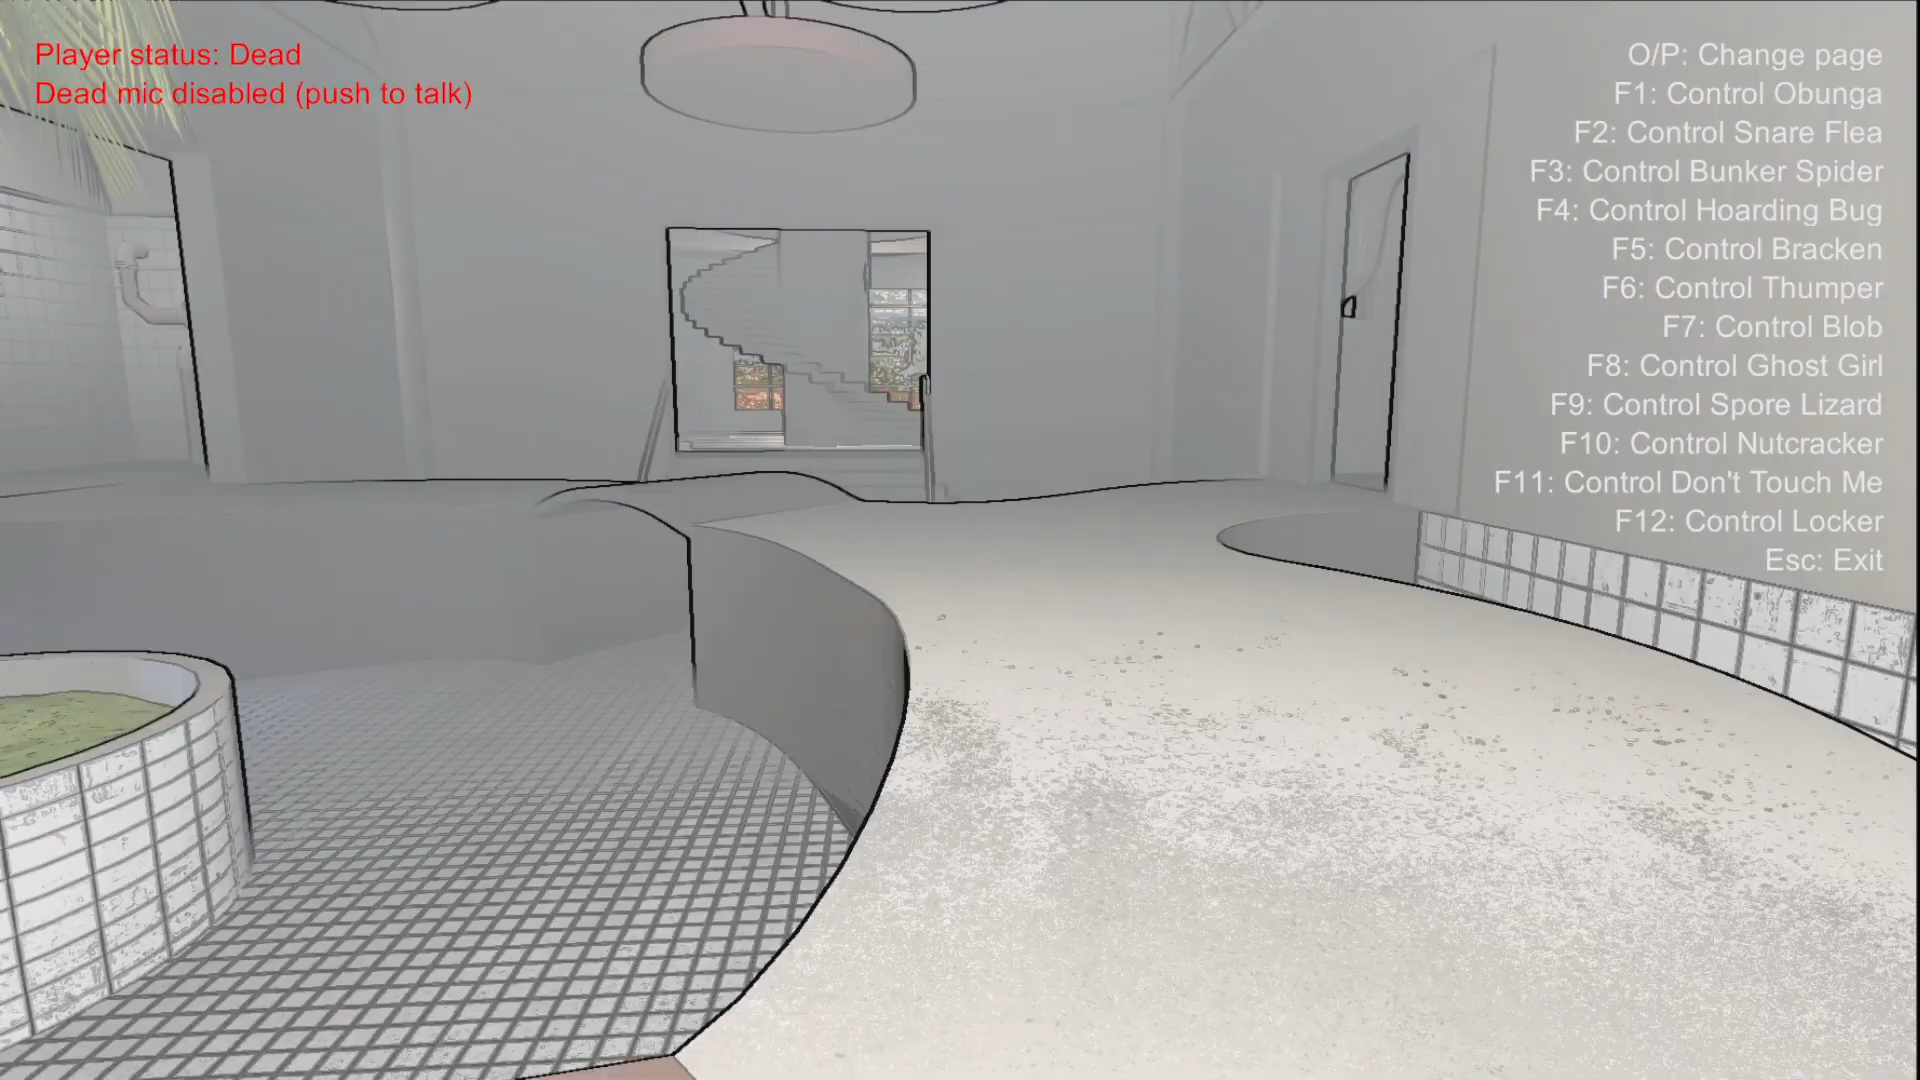 Player status: Dead
Dead mic disabled (push to talk)
O/P: Change page
F1: Control Obunga
F2: Control Snare Flea
F3: Control Bunker Spider
F4: Control Hoarding Bug
F5: Control Bracken
F6: Control Thumper
F7: Control Blob
F8: Control Ghost Girl
F9: Control Spore Lizard
F10: Control Nutcracker
F11: Control Don't Touch Me
F12: Control Locker
Esc: Exit